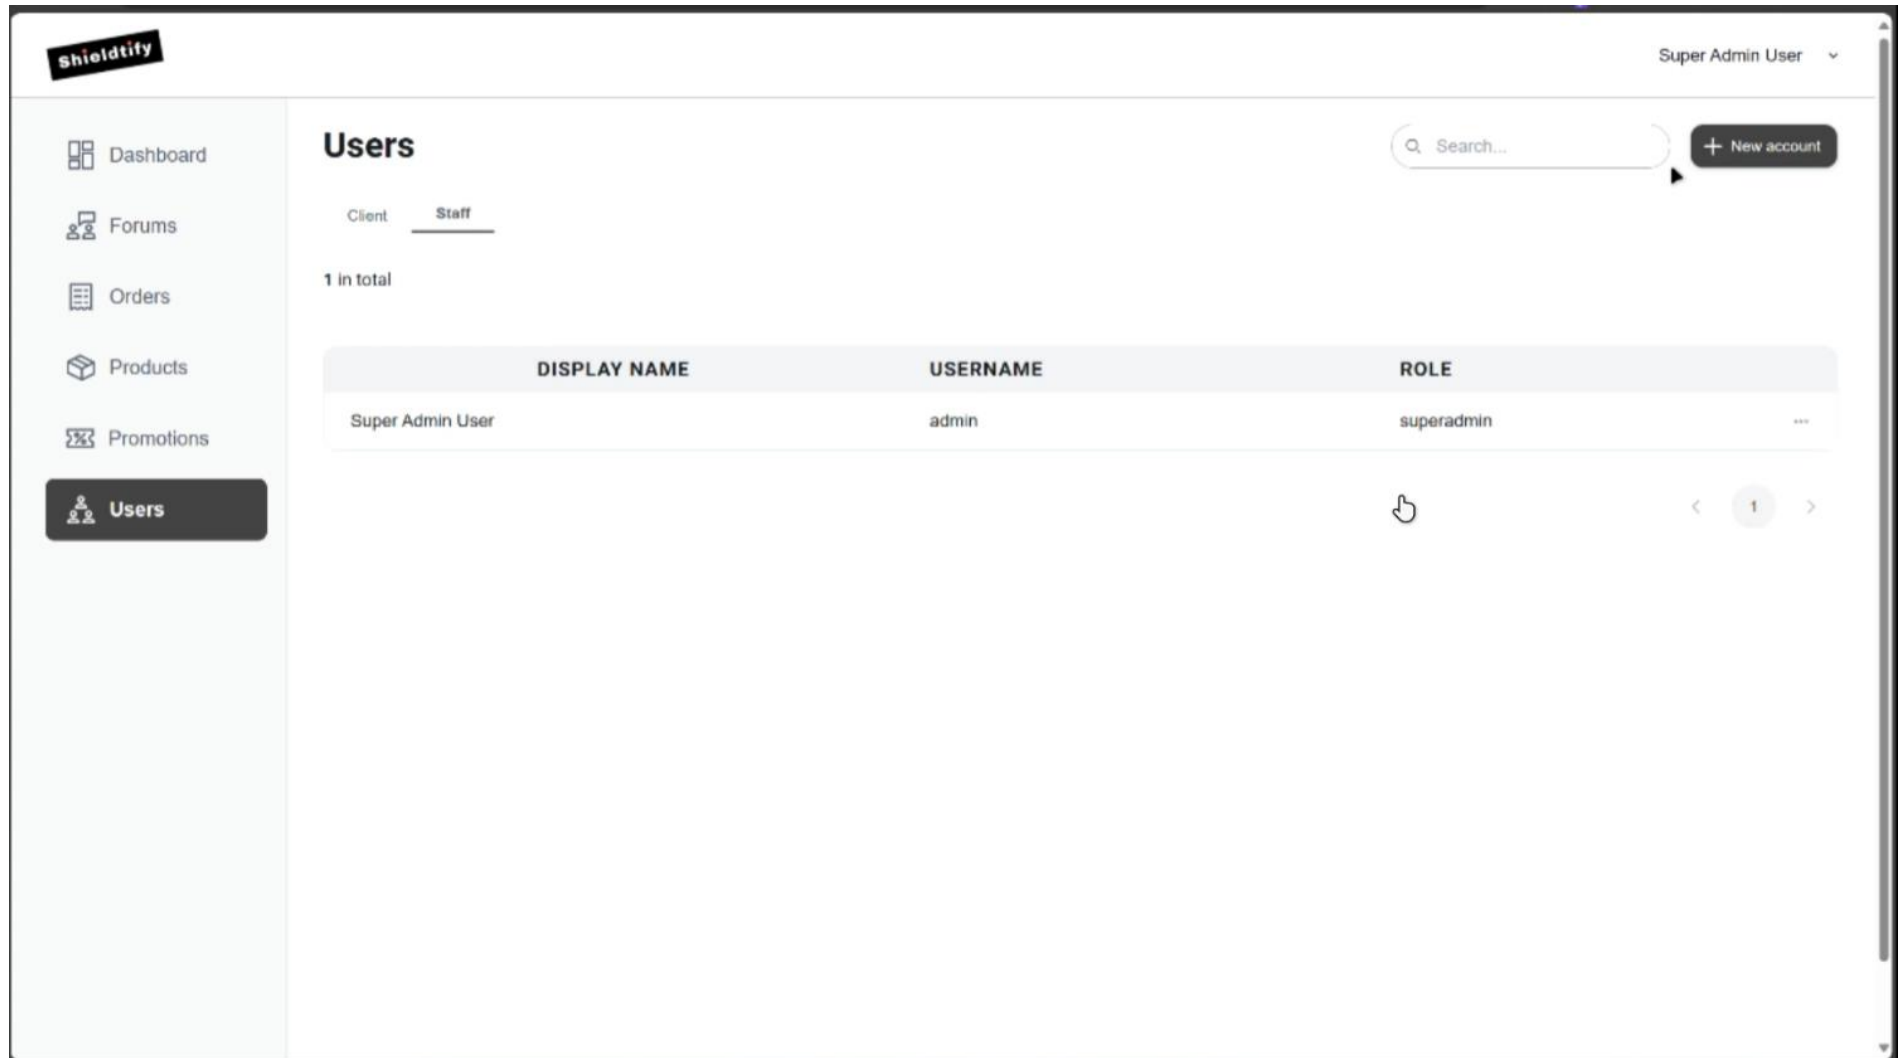 Shieldtify
Super Admin User
Dashboard
Forums
Orders
Products
Promotions
Users
Users
Search...
New account
Client
Staff
1 in total
DISPLAY NAME
USERNAME
ROLE
Super Admin User
admin
superadmin
...
1